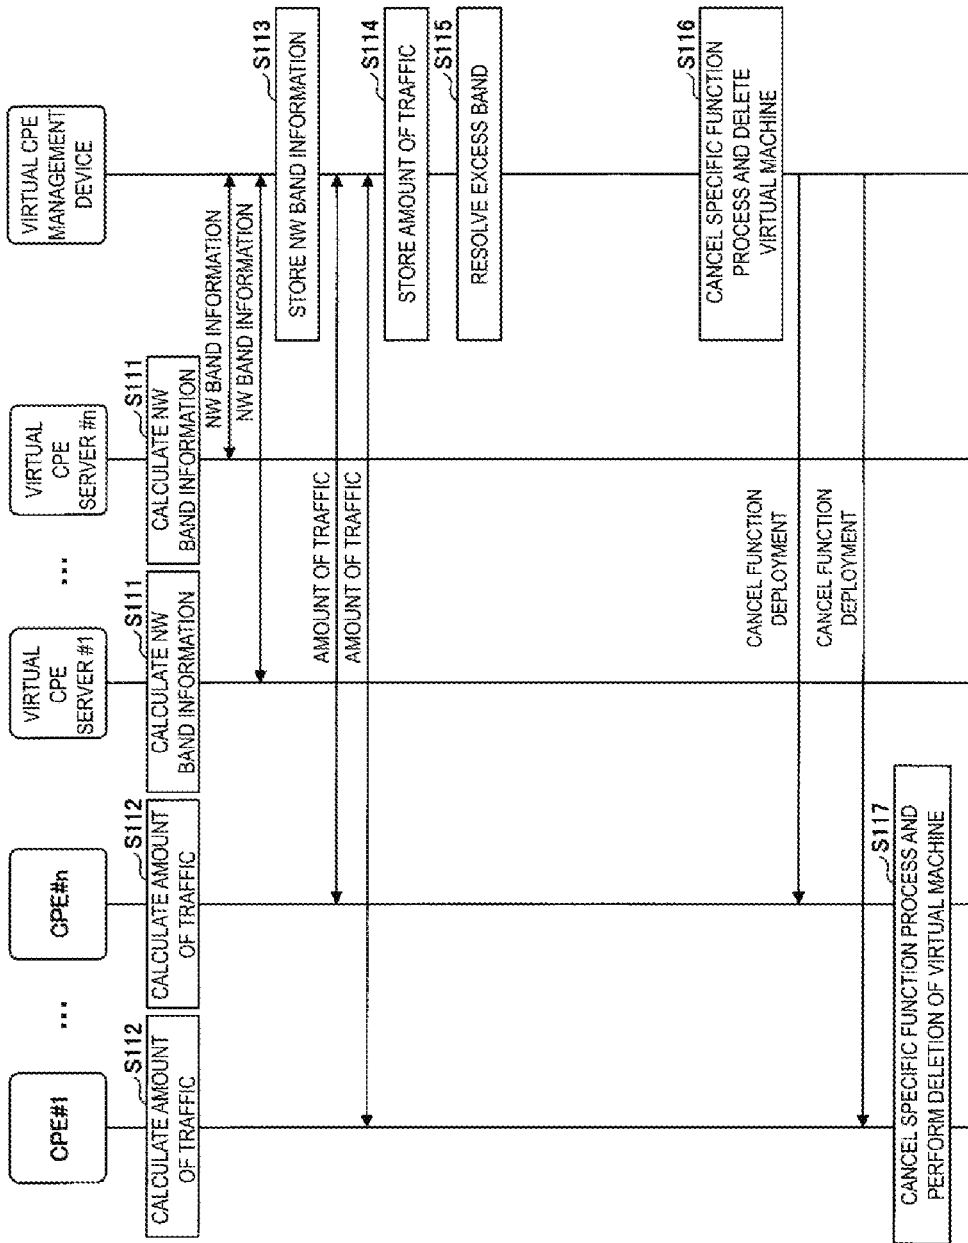 CPE#1
...
CPE#n
VIRTUAL
CPE
SERVER #1
...
VIRTUAL
CPE
SERVER #n
VIRTUAL CPE
MANAGEMENT
DEVICE
S112
CALCULATE AMOUNT
OF TRAFFIC
S112
CALCULATE AMOUNT
OF TRAFFIC
S111
CALCULATE NW
BAND INFORMATION
S111
CALCULATE NW
BAND INFORMATION
NW BAND INFORMATION
NW BAND INFORMATION
S113
STORE NW BAND INFORMATION
AMOUNT OF TRAFFIC
AMOUNT OF TRAFFIC
S114
STORE AMOUNT OF TRAFFIC
S115
RESOLVE EXCESS BAND
S116
CANCEL SPECIFIC FUNCTION
PROCESS AND DELETE
VIRTUAL MACHINE
CANCEL FUNCTION
DEPLOYMENT
CANCEL FUNCTION
DEPLOYMENT
S117
CANCEL SPECIFIC FUNCTION PROCESS AND
PERFORM DELETION OF VIRTUAL MACHINE